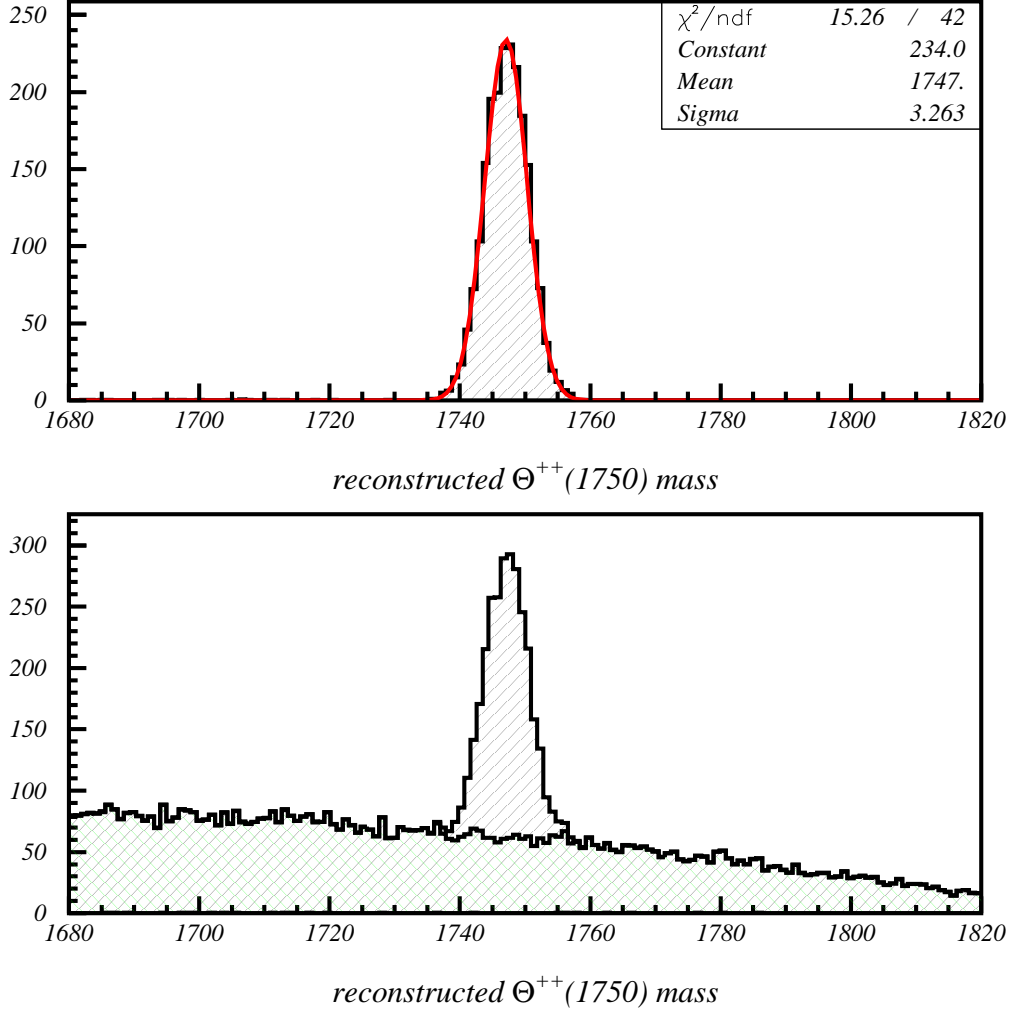 χ²/ndf 15.26 / 42
Constant 234.0
Mean 1747.
Sigma 3.263
250
200
150
100
50
0
1680 1700 1720 1740 1760 1780 1800 1820
reconstructed Θ⁺⁺(1750) mass
300
250
200
150
100
50
0
1680 1700 1720 1740 1760 1780 1800 1820
reconstructed Θ⁺⁺(1750) mass